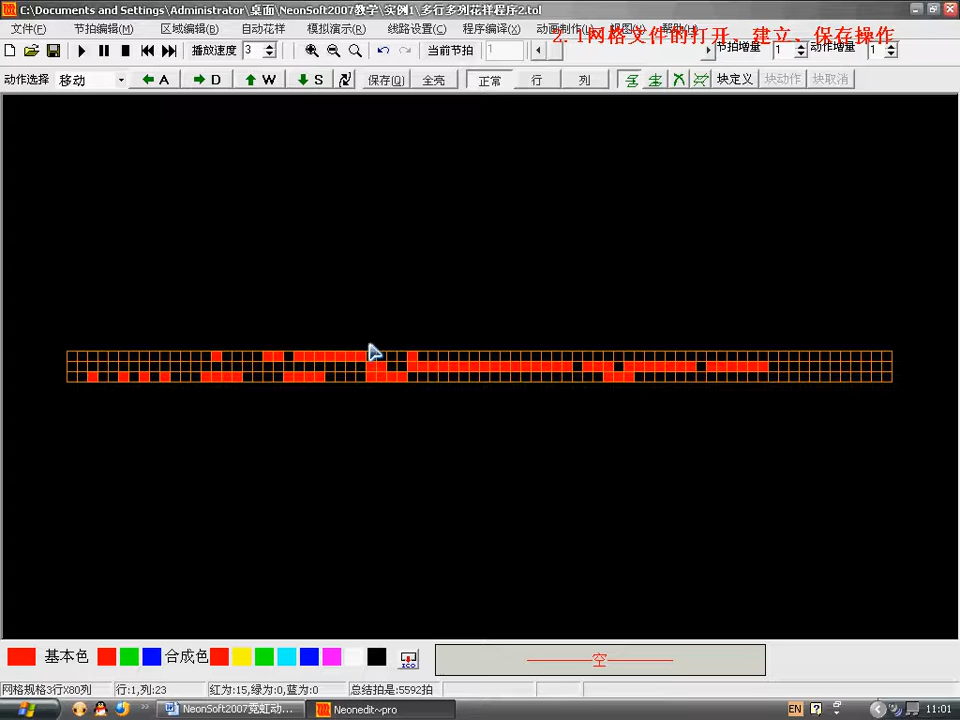 C:\Documents and Settings\Administrator\桌面\NeonSoft2007教学\实例1\多行多列花样程序2.tol
文件(F) 节拍编辑(M) 区域编辑(B) 自动花样 模拟演示(R) 线路设置(C) 程序编译(X) 动画制作(L) 视图(V) 帮助(H)
2.1网格文件的打开、建立、保存操作
播放速度 3 当前节拍 1 节拍增量 1 动作增量 1
动作选择 移动 A D W S 保存(Q) 全亮 正常 行 列 块定义 块动作 块取消
基本色 合成色 ICO 空
网格规格3行X80列 行:1,列:23 红为:15,绿为:0,蓝为:0 总结拍是:5592拍
NeonSoft2007霓虹动... Neonedit~pro EN 11:01